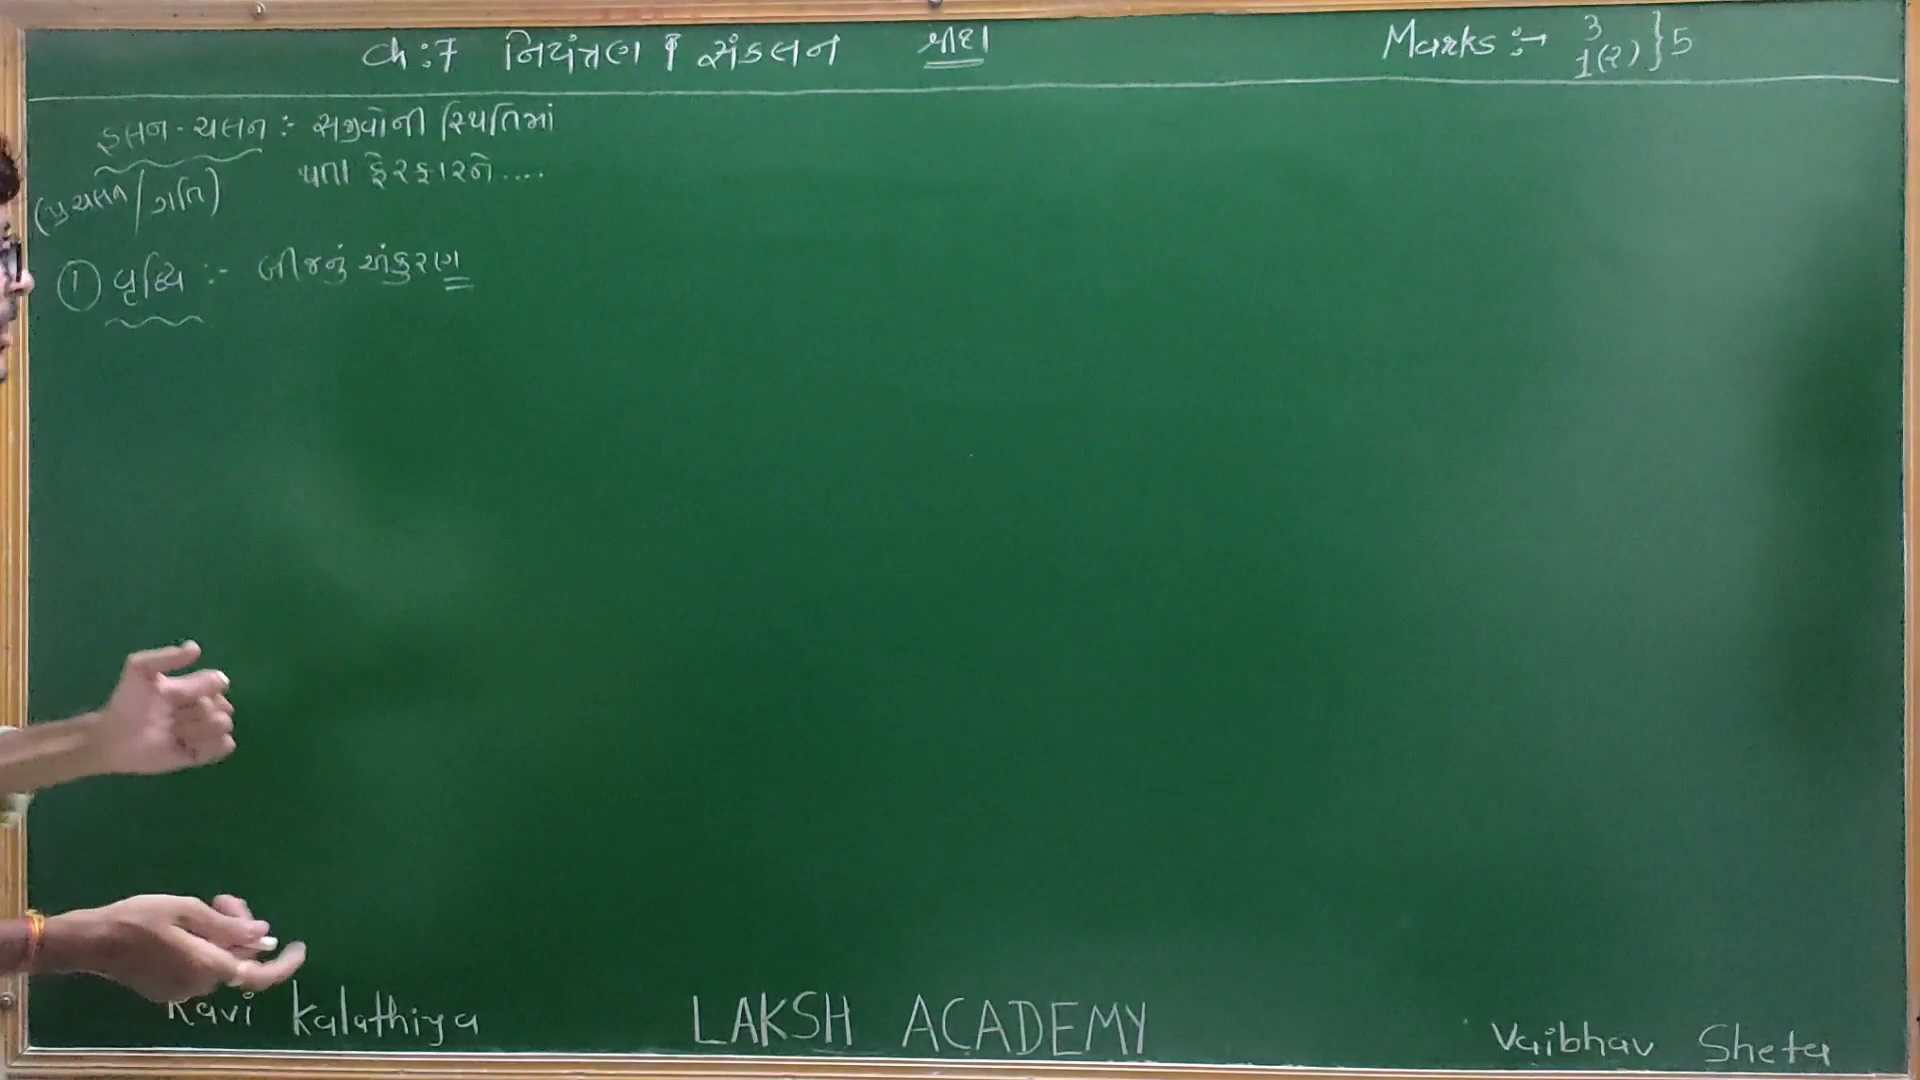 Ch:7 નિયંત્રણ અને સંકલન
Marks :→ 3 } 5
1(૨)
હલન-ચલન :- સજીવોની સ્થિતિમાં
થતા ફેરફારને....
(પ્રચલન/ગતિ)
① વૃદ્ધિ :- બીજનું અંકુરણ
Ravi Kalathiya
LAKSH ACADEMY
Vaibhav Sheta